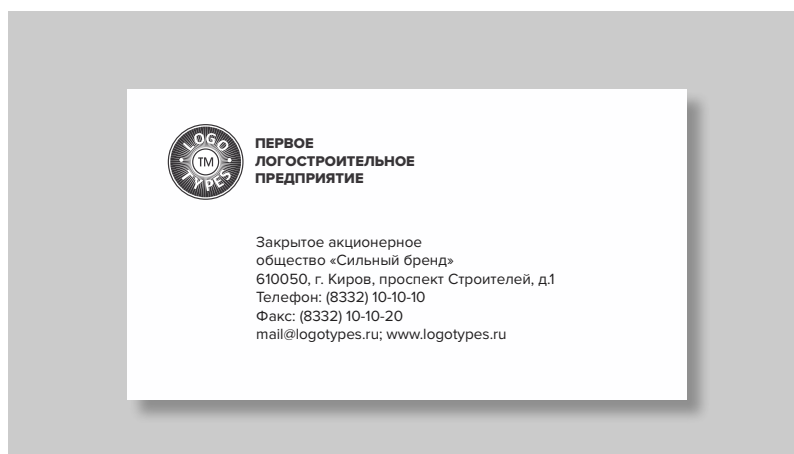 LOGO
TM
TYPES
ПЕРВОЕ
ЛОГОСТРОИТЕЛЬНОЕ
ПРЕДПРИЯТИЕ
Закрытое акционерное
общество «Сильный бренд»
610050, г. Киров, проспект Строителей, д.1
Телефон: (8332) 10-10-10
Факс: (8332) 10-10-20
mail@logotypes.ru; www.logotypes.ru